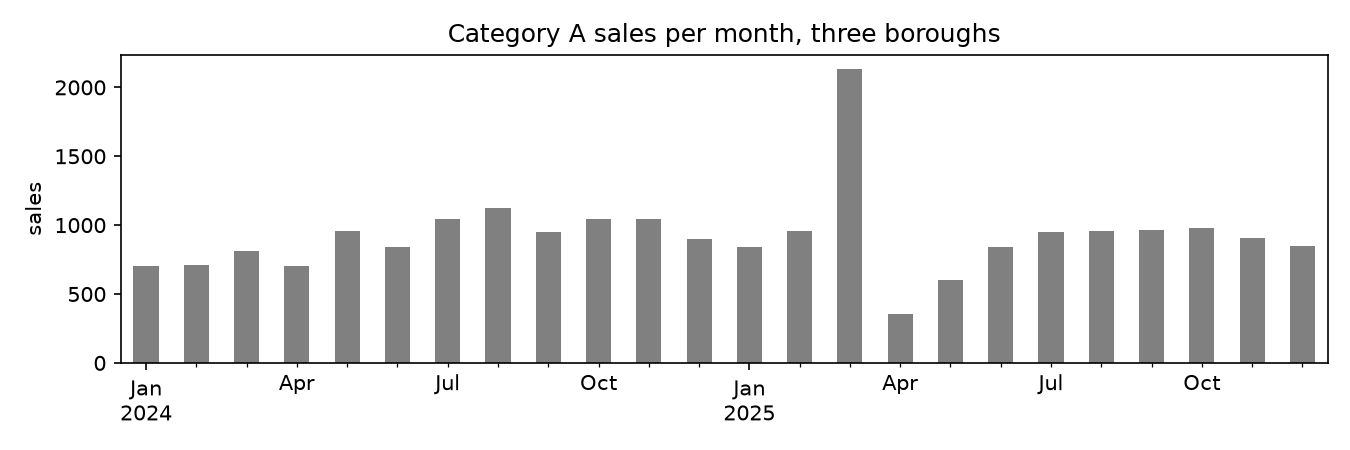 Category A sales per month, three boroughs
sales
2000
1500
1000
500
0
Jan Apr Jul Oct Jan Apr Jul Oct
2024 2025